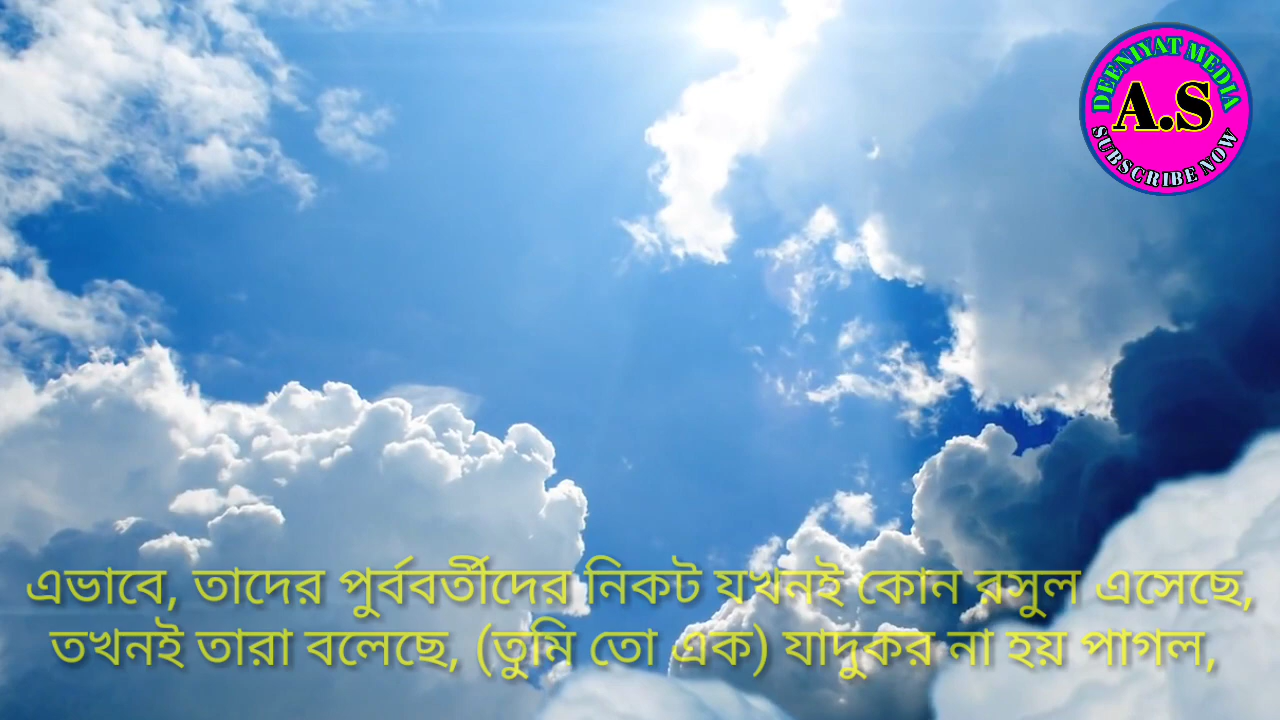 DEENIYAT MEDIA
A.S
SUBSCRIBE NOW
এভাবে, তাদের পুর্ববর্তীদের নিকট যখনই কোন রসুল এসেছে,
তখনই তারা বলেছে, (তুমি তো এক) যাদুকর না হয় পাগল,